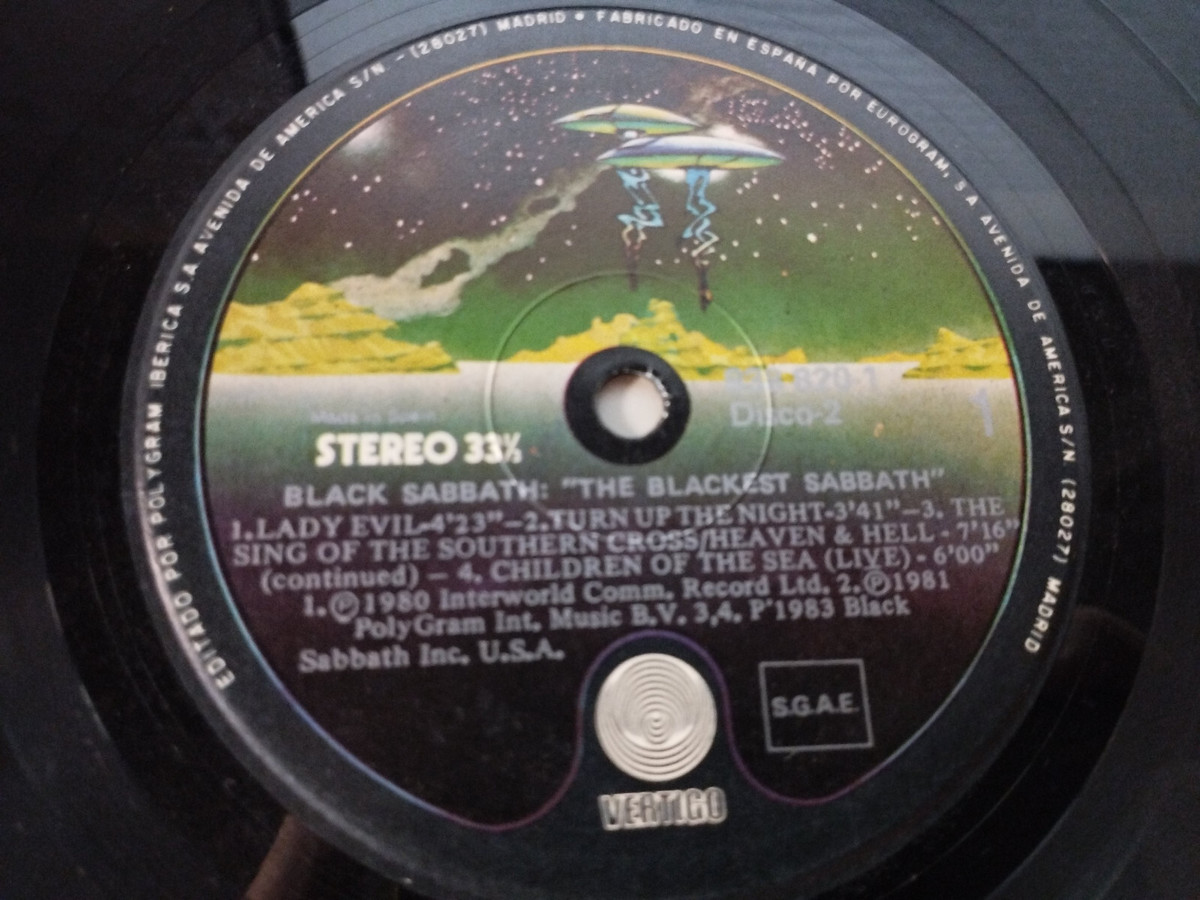 EDITADO POR POLYGRAM IBERICA S.A AVENIDA DE AMERICA S/N - (28027) MADRID • FABRICADO EN ESPAÑA POR EUROGRAM, S.A AVENIDA DE AMERICA S/N. (28027) MADRID
820-1
Made in Spain
Disco-2
1
STEREO 33⅓
BLACK SABBATH: "THE BLACKEST SABBATH"
1.LADY EVIL-4'23"-2.TURN UP THE NIGHT-3'41"-3. THE
SING OF THE SOUTHERN CROSS/HEAVEN & HELL - 7'16"
(continued) - 4. CHILDREN OF THE SEA (LIVE) - 6'00"
1.Ⓟ1980 Interworld Comm. Record Ltd. 2.Ⓟ1981
PolyGram Int. Music B.V. 3,4. P'1983 Black
Sabbath Inc. U.S.A.
S.G.A.E.
VERTIGO